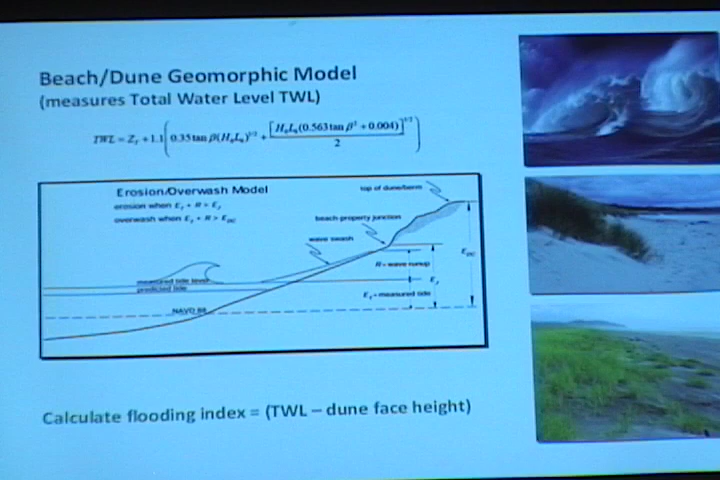 Beach/Dune Geomorphic Model
(measures Total Water Level TWL)
TWL = Z_T + 1.1 ( 0.35 tan β(H_oL_o)^1/2 + [H_oL_o(0.563 tan β² + 0.004)]^1/2 / 2 )
Erosion/Overwash Model
erosion when E_T + R > E_J
overwash when E_T + R > E_DC
top of dune/berm
beach-property junction
wave swash
E_DC
R= wave runup
E_J
measured tide level
predicted tide
E_T = measured tide
NAVD 88
Calculate flooding index = (TWL – dune face height)